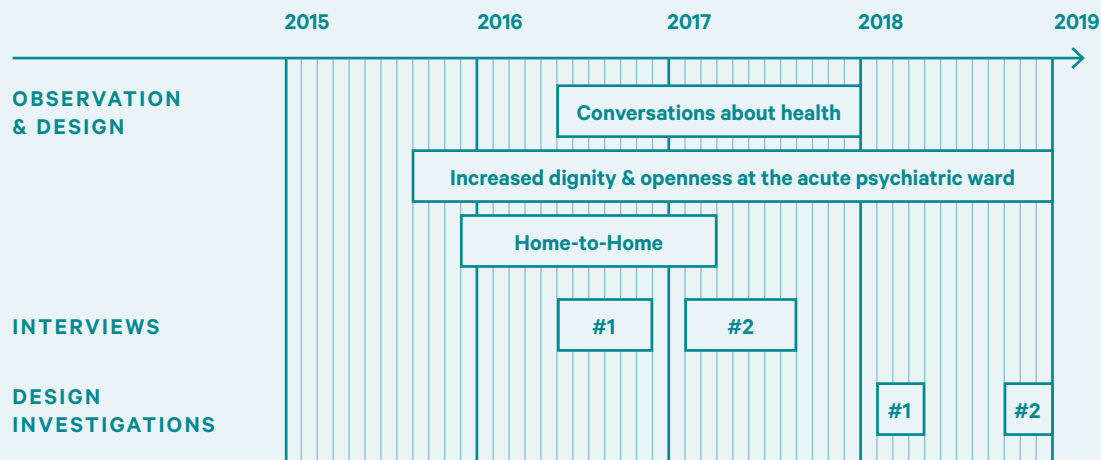 2015 2016 2017 2018 2019
OBSERVATION
& DESIGN
Conversations about health
Increased dignity & openness at the acute psychiatric ward
Home-to-Home
INTERVIEWS
#1 #2
DESIGN
INVESTIGATIONS
#1 #2